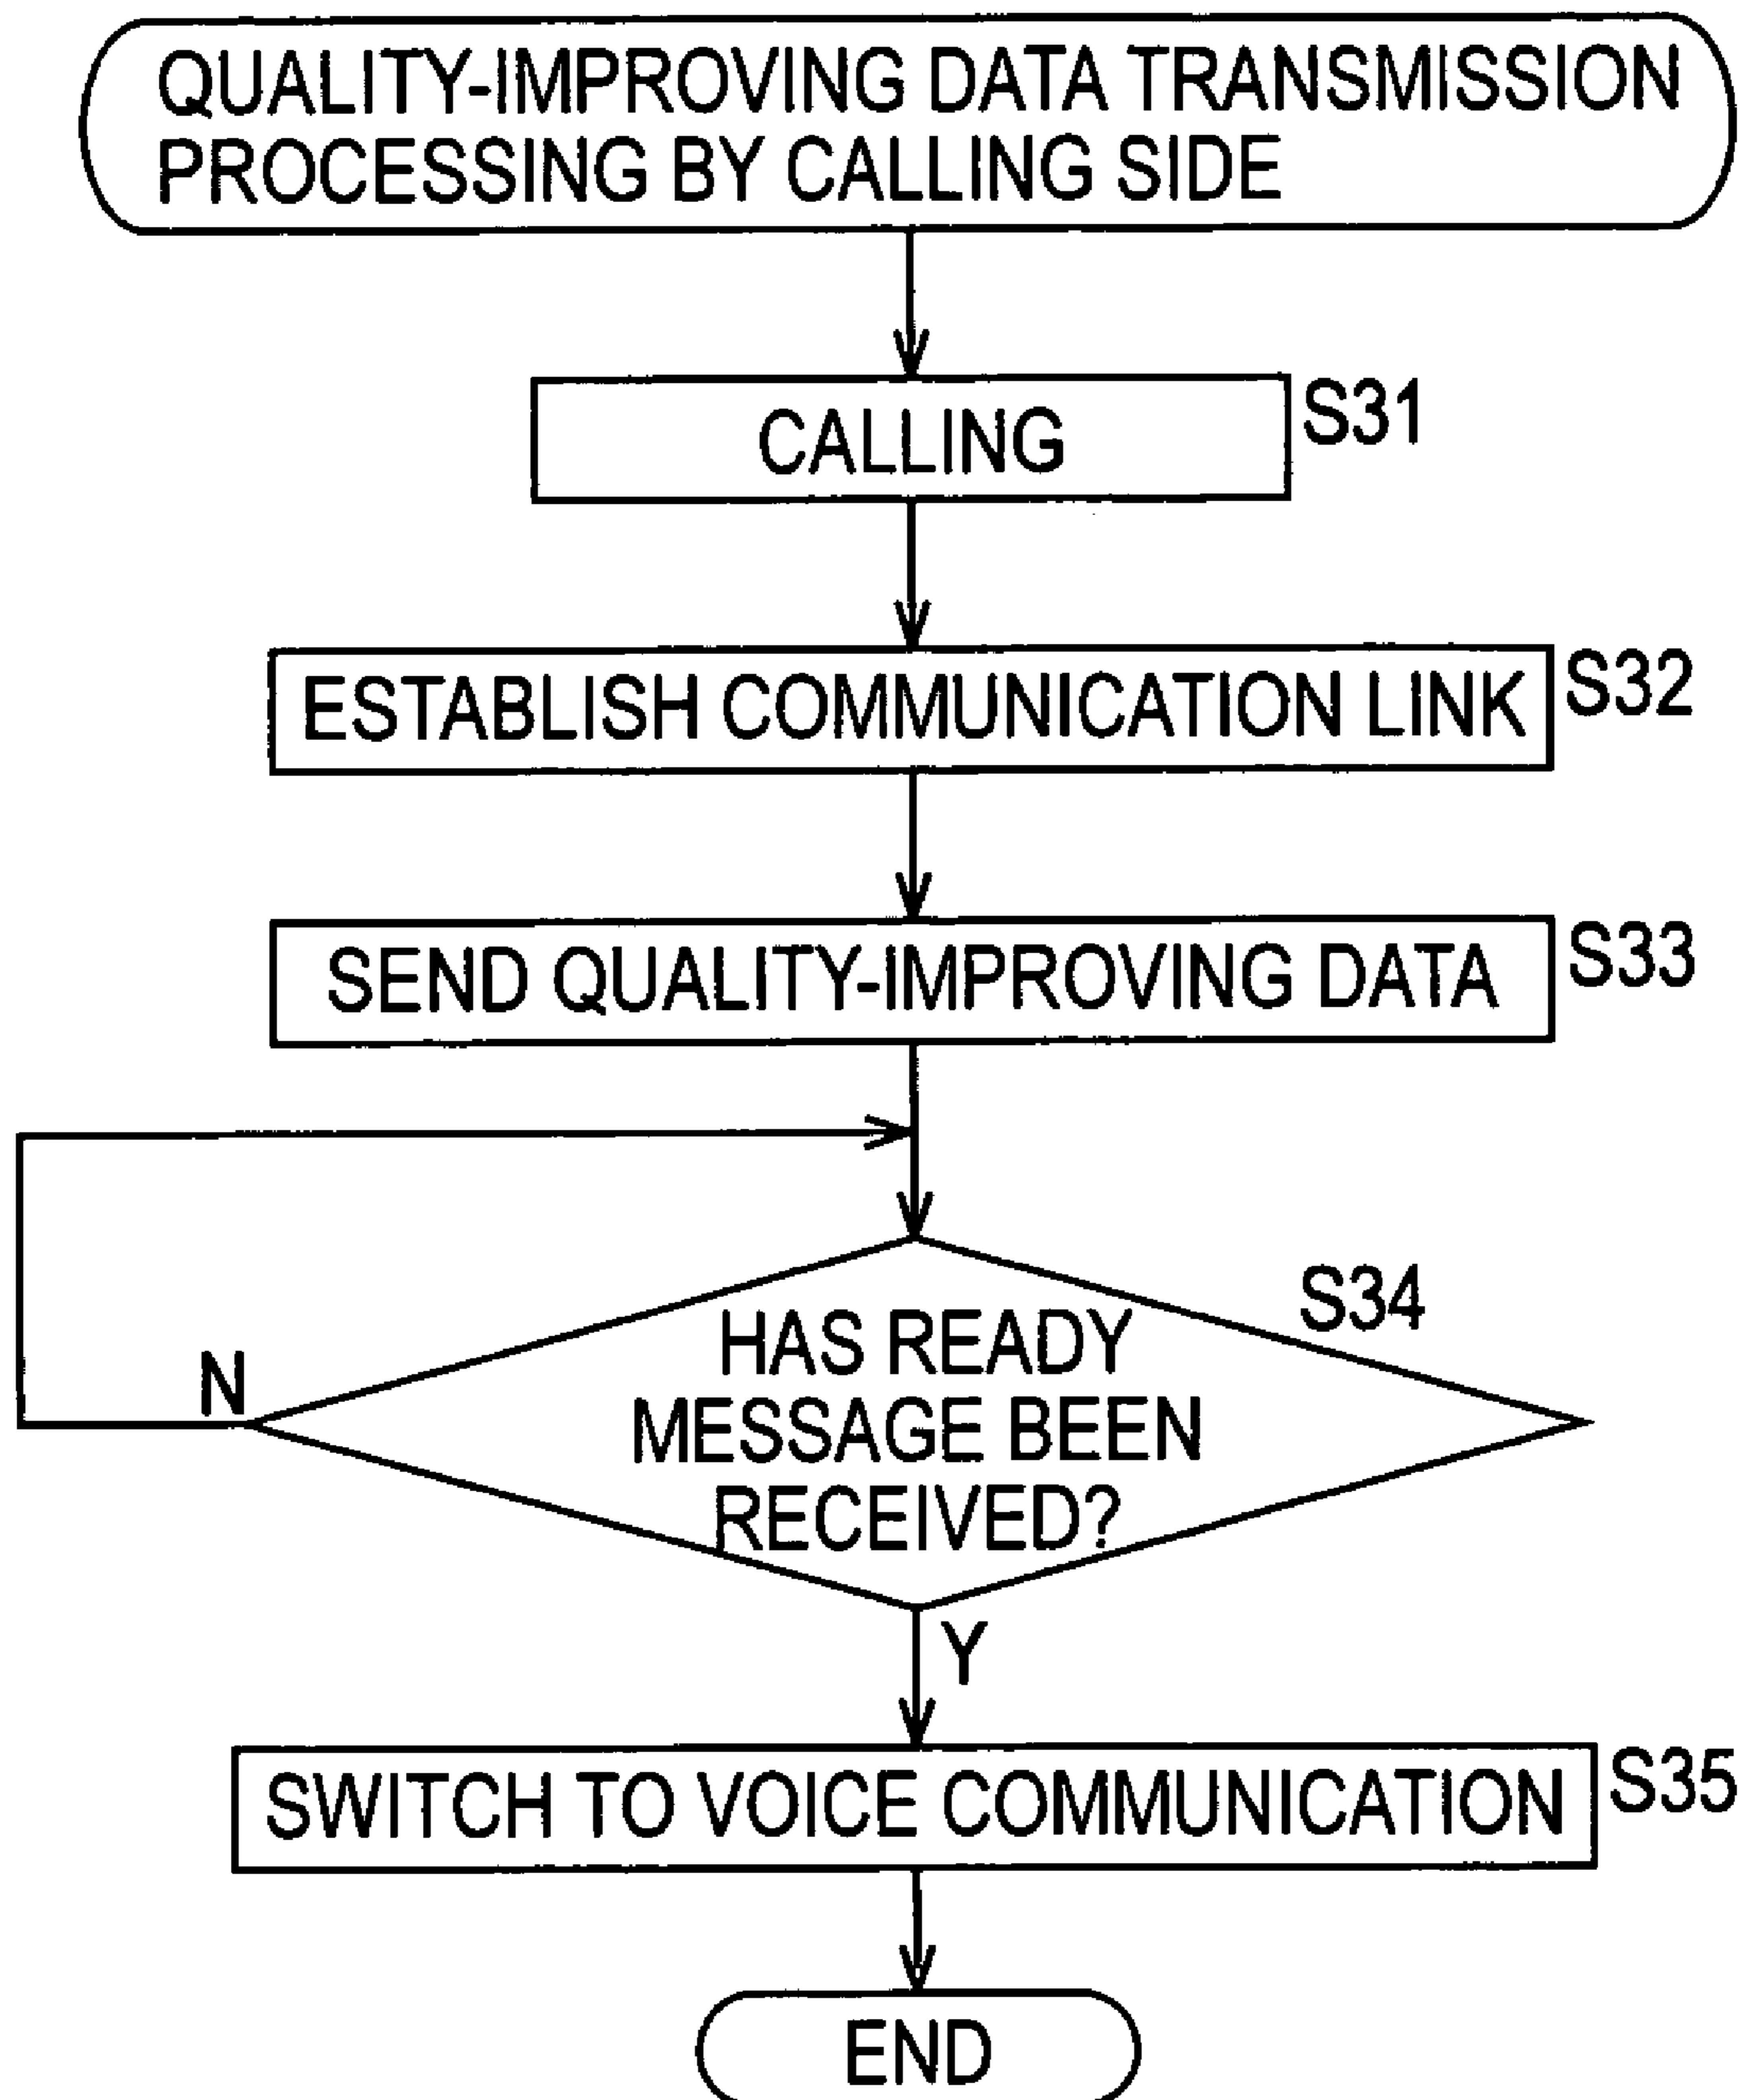 QUALITY-IMPROVING DATA TRANSMISSION
PROCESSING BY CALLING SIDE
CALLING
S31
ESTABLISH COMMUNICATION LINK
S32
SEND QUALITY-IMPROVING DATA
S33
S34
HAS READY
MESSAGE BEEN
RECEIVED?
N
Y
SWITCH TO VOICE COMMUNICATION
S35
END